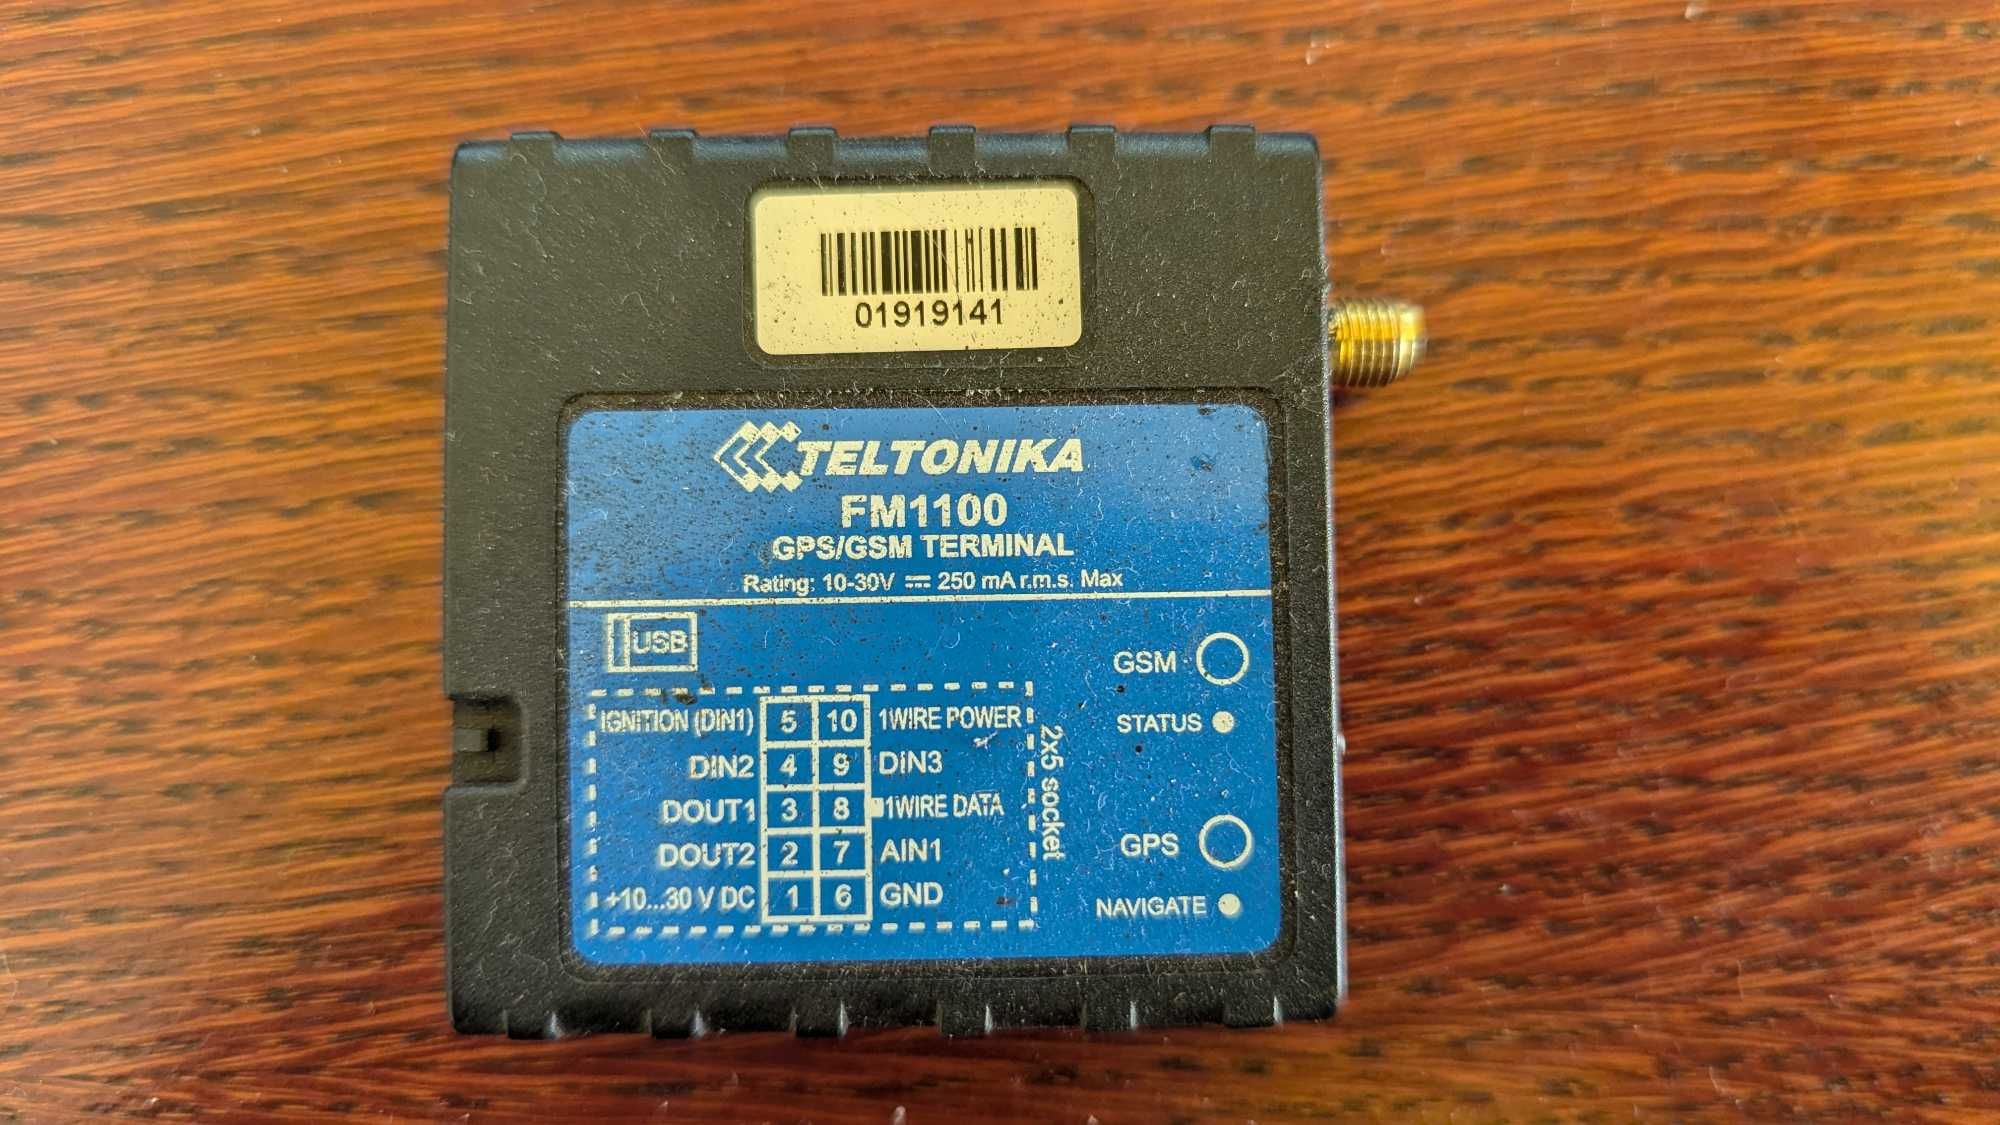 01919141
TELTONIKA
FM1100
GPS/GSM TERMINAL
Rating: 10-30V ⎓ 250 mA r.m.s. Max
USB
GSM
STATUS
GPS
NAVIGATE
IGNITION (DIN1) 5 10 1WIRE POWER
DIN2 4 9 DIN3
DOUT1 3 8 1WIRE DATA
DOUT2 2 7 AIN1
+10...30 V DC 1 6 GND
2x5 socket